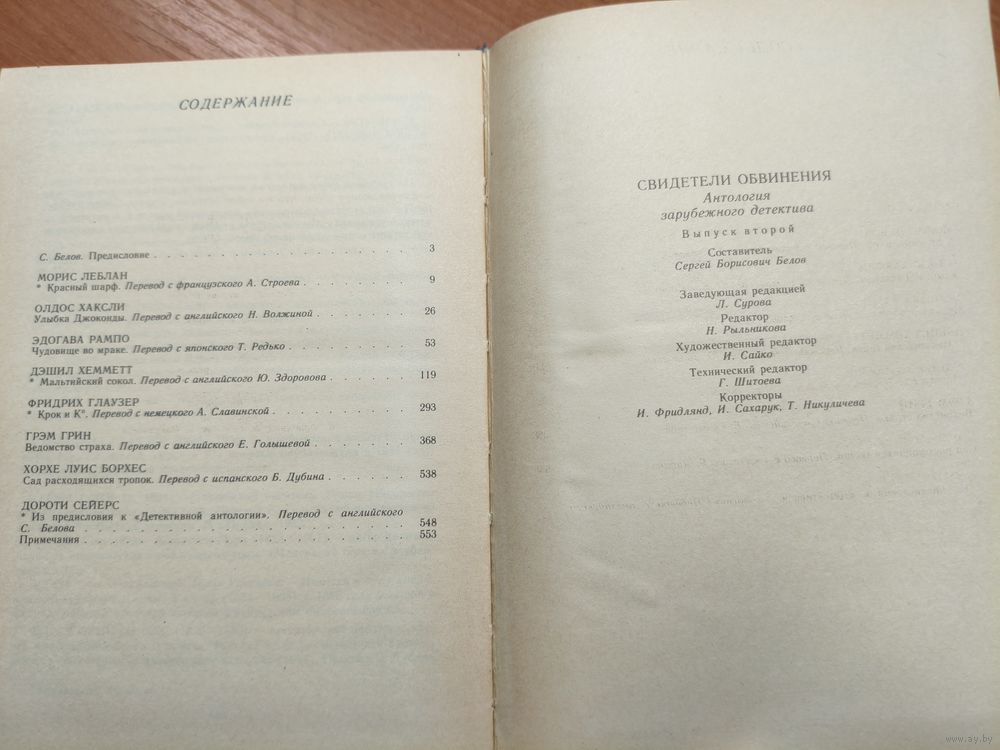 СОДЕРЖАНИЕ
С. Белов. Предисловие . . . . . . . . . . . . . . . . 3
МОРИС ЛЕБЛАН
* Красный шарф. Перевод с французского А. Строева . . . . . . . 9
ОЛДОС ХАКСЛИ
Улыбка Джоконды. Перевод с английского Н. Волжиной . . . . . . 26
ЭДОГАВА РАМПО
Чудовище во мраке. Перевод с японского Т. Редько . . . . . . . . 53
ДЭШИЛ ХЕММЕТТ
* Мальтийский сокол. Перевод с английского Ю. Здоровова . . . . . 119
ФРИДРИХ ГЛАУЗЕР
* Крок и К°. Перевод с немецкого А. Славинской . . . . . . . . 293
ГРЭМ ГРИН
Ведомство страха. Перевод с английского Е. Голышевой . . . . . . 368
ХОРХЕ ЛУИС БОРХЕС
Сад расходящихся тропок. Перевод с испанского Б. Дубина . . . . . 538
ДОРОТИ СЕЙЕРС
* Из предисловия к «Детективной антологии». Перевод с английского
С. Белова . . . . . . . . . . . . . . . . . . . 548
Примечания . . . . . . . . . . . . . . . . . . . 553
СВИДЕТЕЛИ ОБВИНЕНИЯ
Антология
зарубежного детектива
Выпуск второй
Составитель
Сергей Борисович Белов
Заведующая редакцией
Л. Сурова
Редактор
Н. Рыльникова
Художественный редактор
И. Сайко
Технический редактор
Г. Шитоева
Корректоры
И. Фридлянд, И. Сахарук, Т. Никуличева
www.ay.by